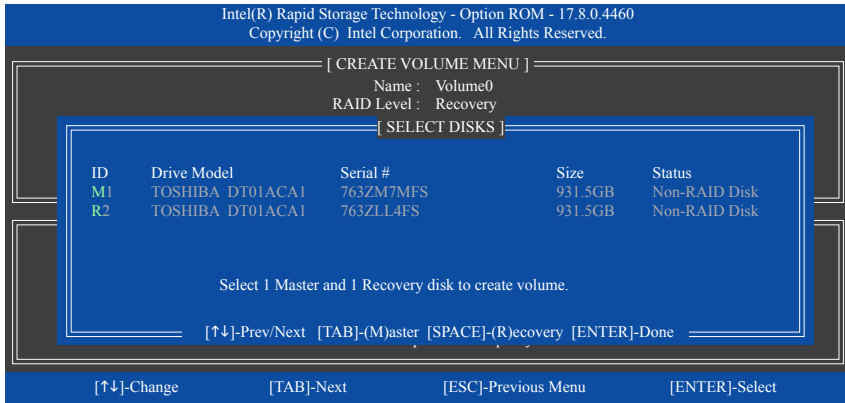 Intel(R) Rapid Storage Technology - Option ROM - 17.8.0.4460
Copyright (C) Intel Corporation. All Rights Reserved.
[ CREATE VOLUME MENU ]
Name : Volume0
RAID Level : Recovery
[ SELECT DISKS ]
ID Drive Model Serial # Size Status
M1 TOSHIBA DT01ACA1 763ZM7MFS 931.5GB Non-RAID Disk
R2 TOSHIBA DT01ACA1 763ZLL4FS 931.5GB Non-RAID Disk
Select 1 Master and 1 Recovery disk to create volume.
[↑↓]-Prev/Next [TAB]-(M)aster [SPACE]-(R)ecovery [ENTER]-Done
[↑↓]-Change [TAB]-Next [ESC]-Previous Menu [ENTER]-Select